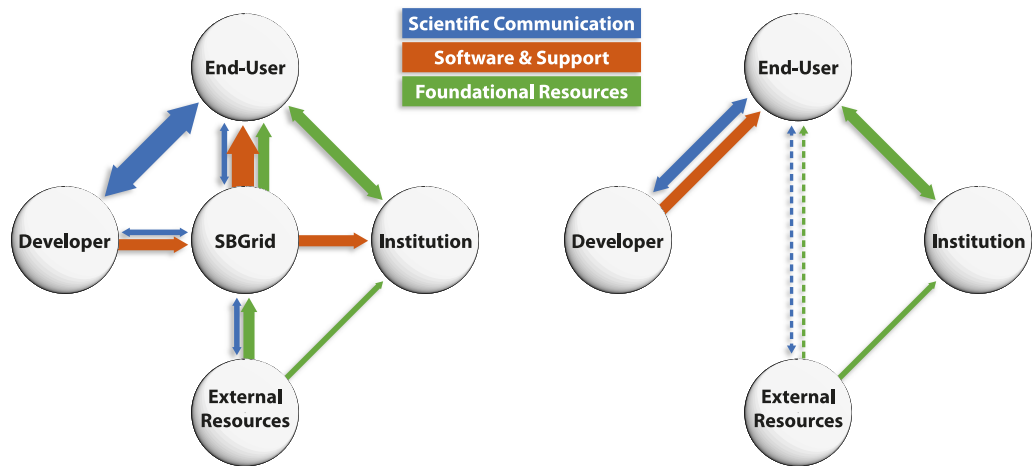 Scientific Communication
Software & Support
Foundational Resources
End-User
Developer
SBGrid
Institution
External
Resources
End-User
Developer
Institution
External
Resources